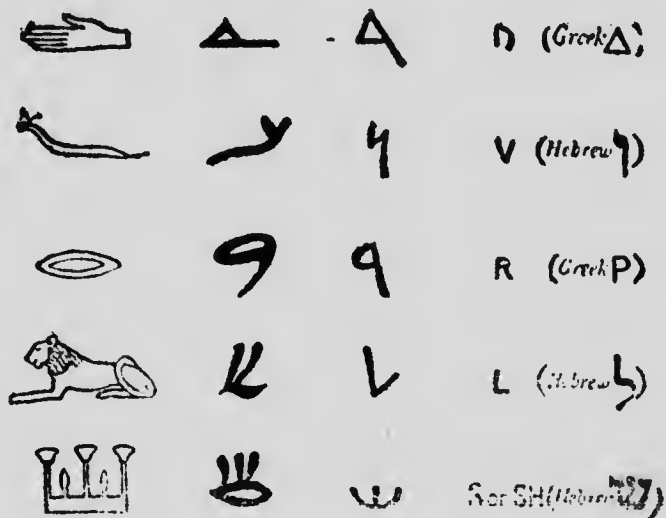 D (Greek Δ)
V (Hebrew ו)
R (Greek P)
L (Hebrew ל)
S or SH (Hebrew ש)